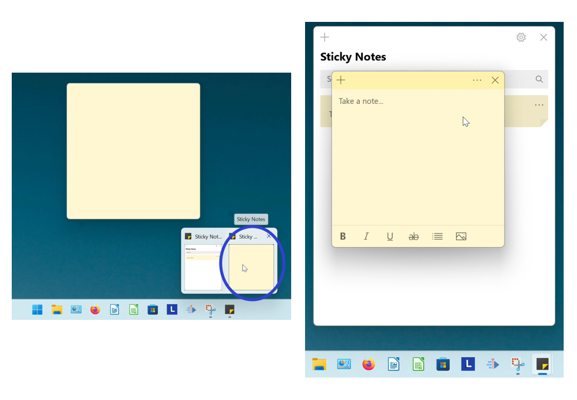 Sticky Notes
Sticky Not...
Sticky ...
L
Sticky Notes
S
Take a note...
T
B
I
U
ab
L